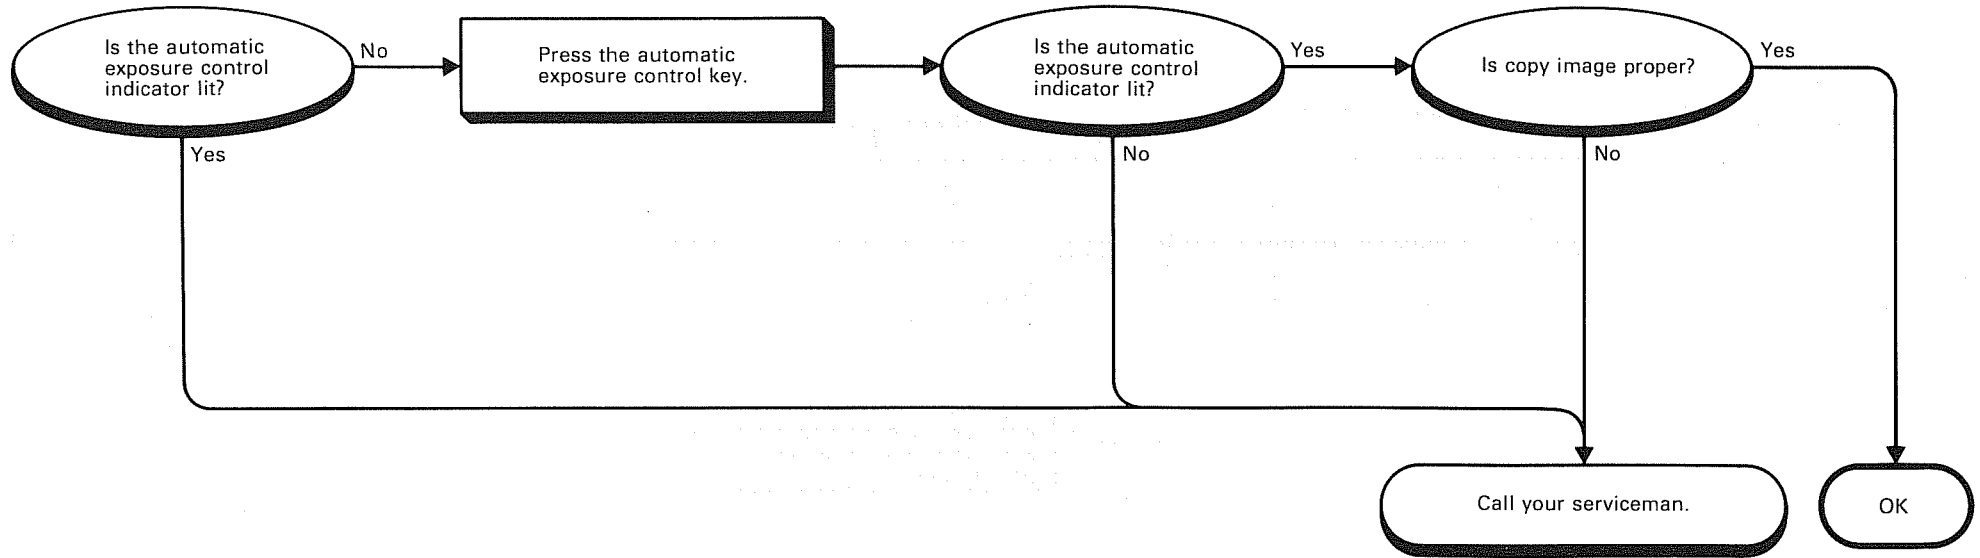 Is the automatic
exposure control
indicator lit?
No
Press the automatic
exposure control key.
Is the automatic
exposure control
indicator lit?
Yes
Is copy image proper?
Yes
Yes
No
No
Call your serviceman.
OK